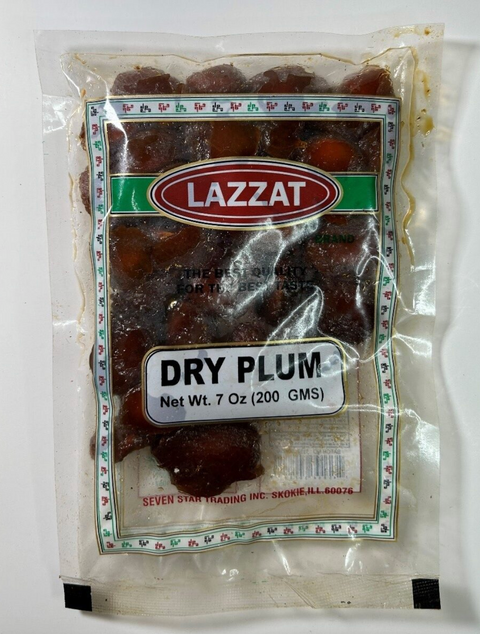 LAZZAT
BRAND
THE BEST QUALITY
FOR THE BEST TASTE
DRY PLUM
Net Wt. 7 Oz (200 GMS)
SEVEN STAR TRADING INC. SKOKIE, ILL. 60076